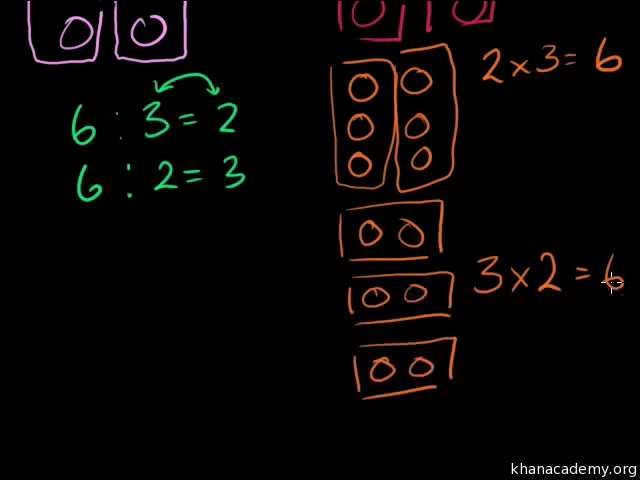 6 : 3 = 2
6 : 2 = 3
2 × 3 = 6
3 × 2 = 6
khanacademy.org